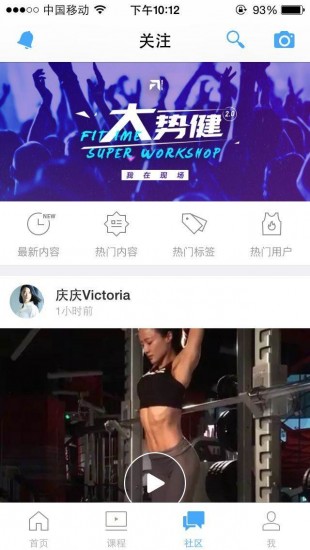 中国移动
下午10:12
93%
关注
大势健 2.0
FITTIME
SUPER WORKSHOP
我在现场
NEW
最新内容
热门内容
热门标签
热门用户
庆庆Victoria
1小时前
首页
课程
社区
我